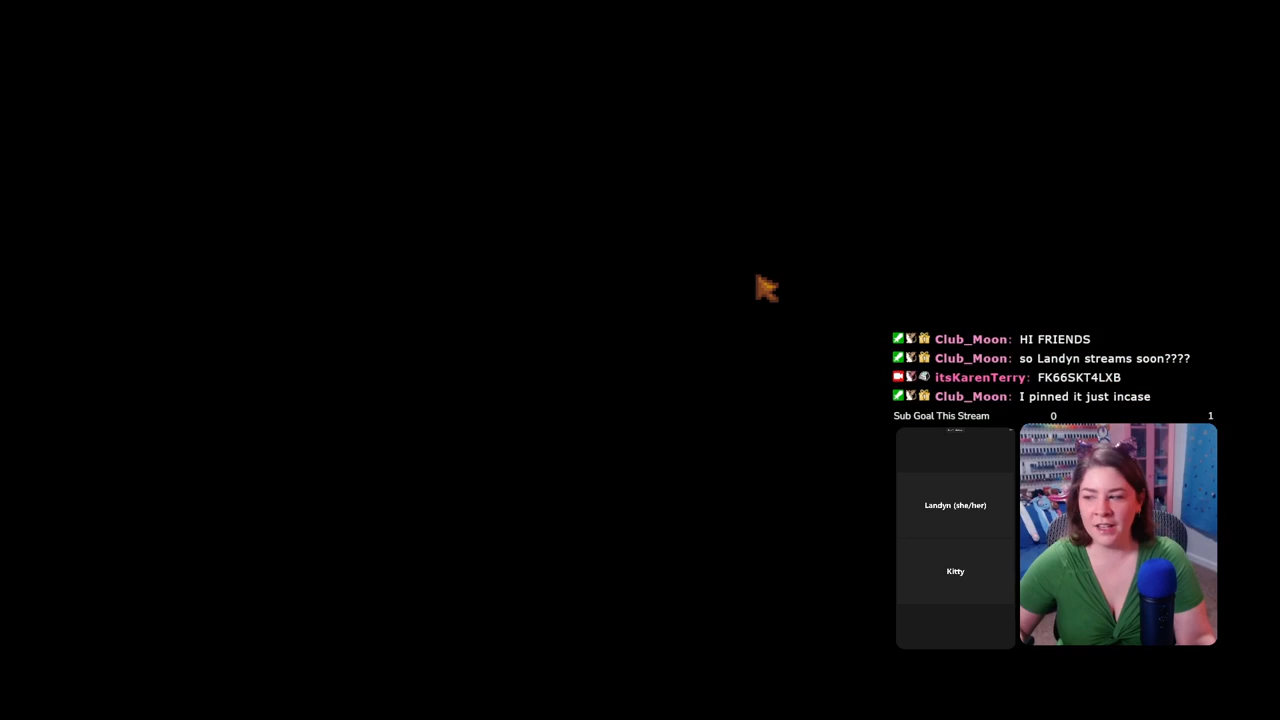 Club_Moon: HI FRIENDS
Club_Moon: so Landyn streams soon????
itsKarenTerry: FK66SKT4LXB
Club_Moon: I pinned it just incase
Sub Goal This Stream 0 1
Landyn (she/her)
Kitty